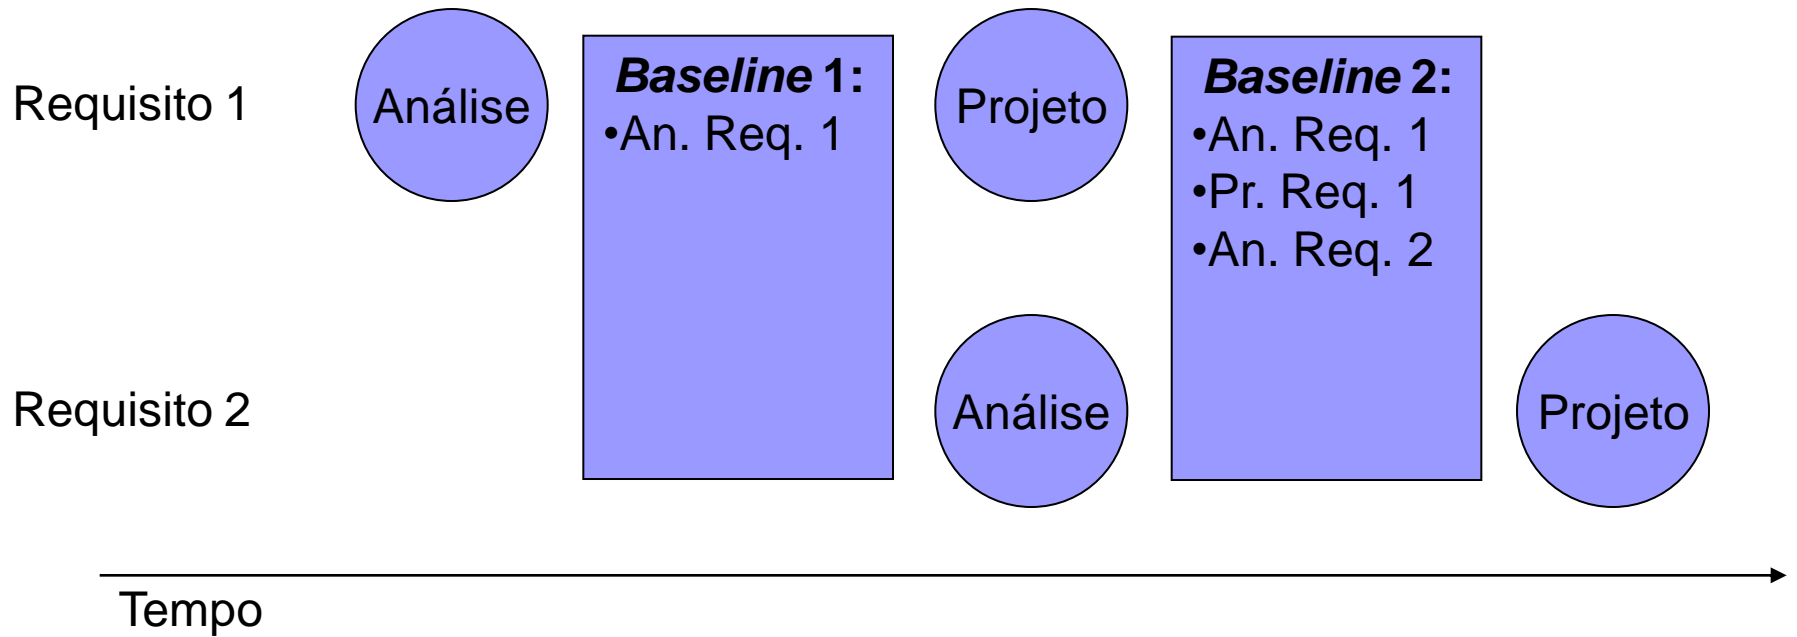 Requisito 1
Análise
Baseline 1:
•An. Req. 1
Projeto
Baseline 2:
•An. Req. 1
•Pr. Req. 1
•An. Req. 2
Requisito 2
Análise
Projeto
Tempo